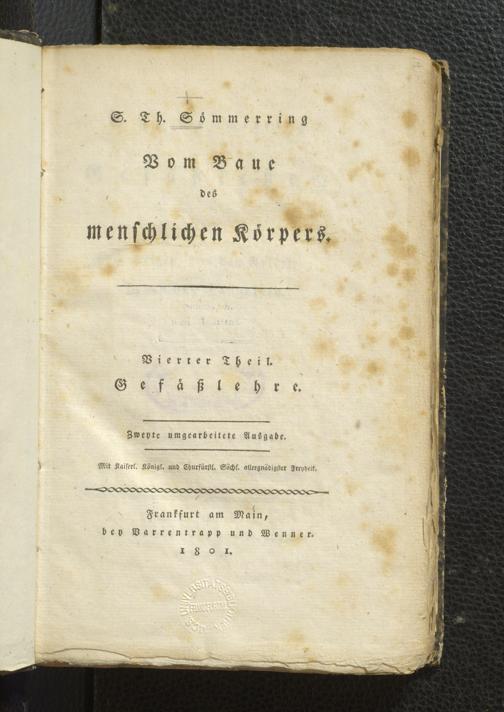 S. Th. Sömmerring
Vom Baue
des
menſchlichen Körpers.
Vierter Theil.
Gefäßlehre.
Zweyte umgearbeitete Ausgabe.
Mit Kaiſerl. Königl. und Churfürſtl. Sächſ. allergnädigſter Freyheit.
Frankfurt am Main,
bey Varrentrapp und Wenner.
1801.